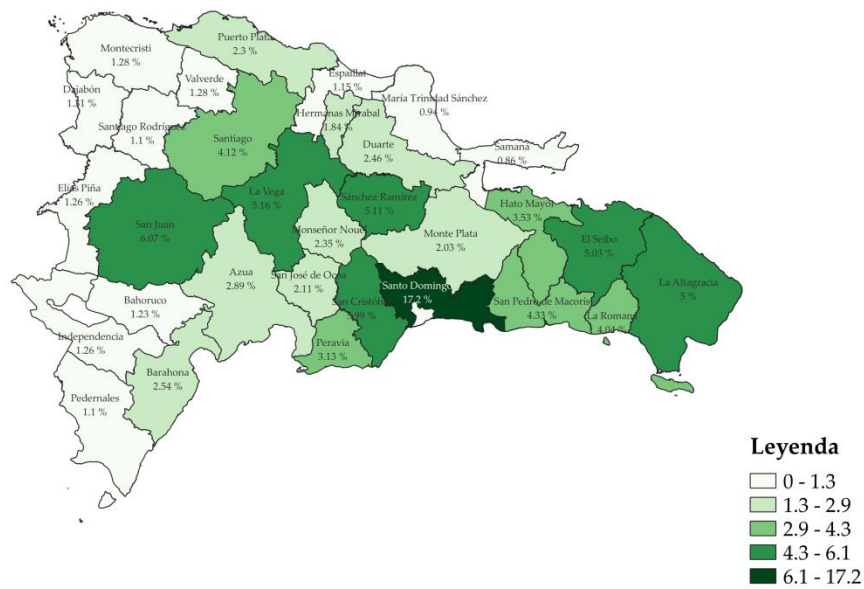 Montecristi
1.28 %
Puerto Plata
2.3 %
Valverde
1.28 %
Espaillat
1.15 %
Dajabón
1.31 %
María Trinidad Sánchez
0.94 %
Santiago Rodríguez
1.1 %
Hermanas Mirabal
1.84 %
Santiago
4.12 %
Duarte
2.46 %
Samana
0.86 %
Elías Piña
1.26 %
La Vega
5.16 %
Sánchez Ramírez
5.11 %
Hato Mayor
3.53 %
San Juan
6.07 %
Monseñor Nouel
2.35 %
Monte Plata
2.03 %
El Seibo
5.03 %
Azua
2.89 %
San José de Ocoa
2.11 %
Santo Domingo
17.2 %
La Altagracia
5 %
Bahoruco
1.23 %
San Cristóbal
5.99 %
San Pedro de Macorís
4.33 %
La Romana
4.04 %
Independencia
1.26 %
Peravia
3.13 %
Barahona
2.54 %
Pedernales
1.1 %
Leyenda
0 - 1.3
1.3 - 2.9
2.9 - 4.3
4.3 - 6.1
6.1 - 17.2